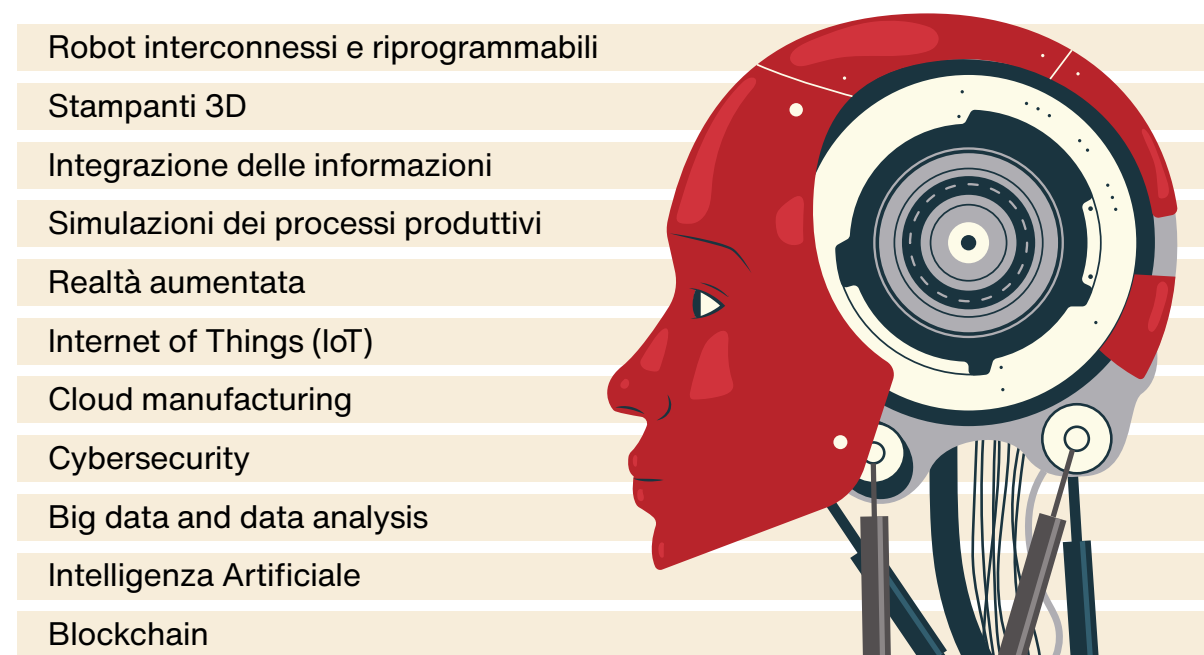 Robot interconnessi e riprogrammabili
Stampanti 3D
Integrazione delle informazioni
Simulazioni dei processi produttivi
Realtà aumentata
Internet of Things (IoT)
Cloud manufacturing
Cybersecurity
Big data and data analysis
Intelligenza Artificiale
Blockchain